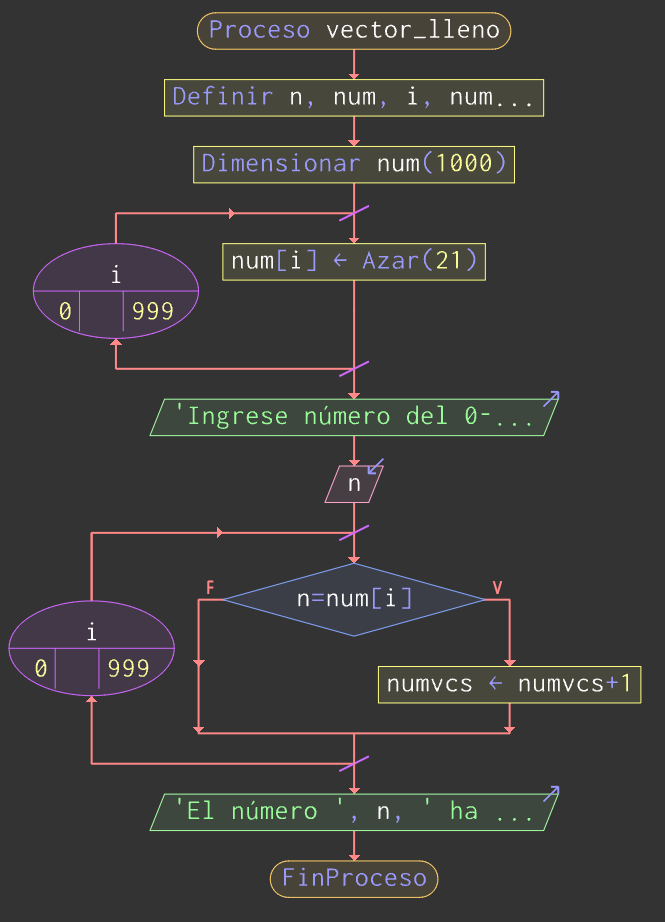 Proceso vector_lleno
Definir n, num, i, num...
Dimensionar num(1000)
i
0 999
num[i] ← Azar(21)
'Ingrese número del 0-...
n
i
0 999
F
V
n=num[i]
numvcs ← numvcs+1
'El número ', n, ' ha ...
FinProceso